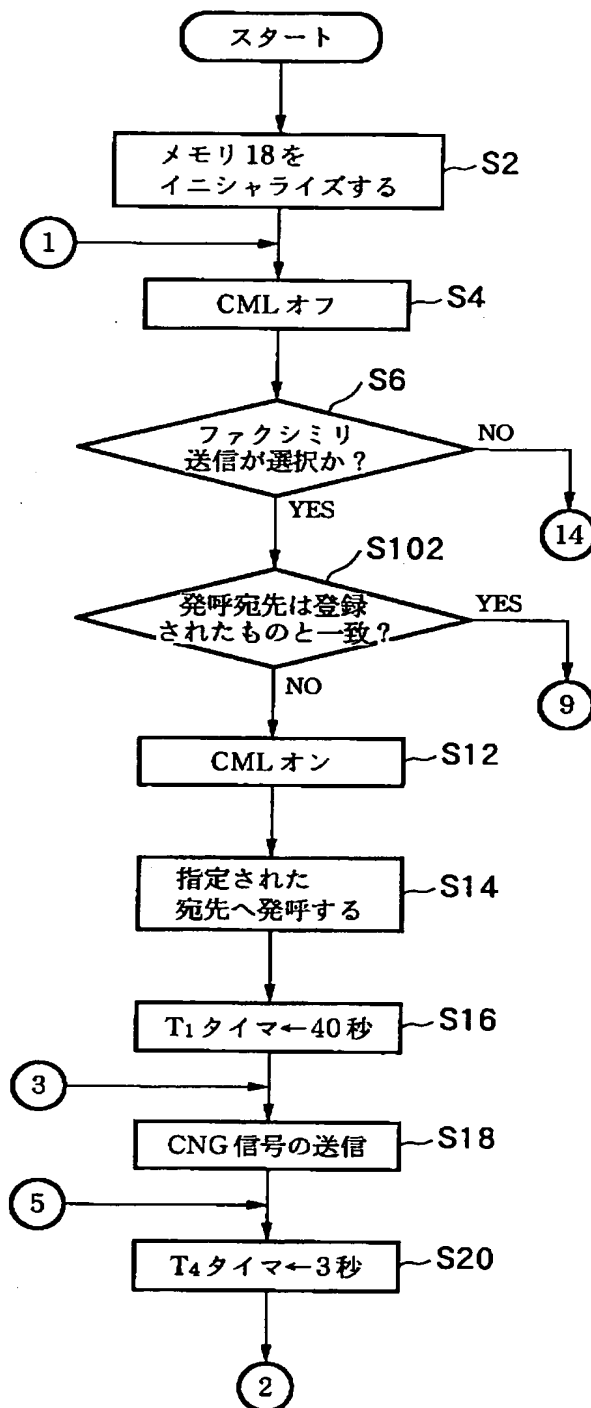 スタート
メモリ18を
イニシャライズする
S2
1
CMLオフ
S4
S6
ファクシミリ
送信が選択か?
NO
YES
14
S102
発呼宛先は登録
されたものと一致?
YES
NO
9
CMLオン
S12
指定された
宛先へ発呼する
S14
T1タイマ←40秒
S16
3
CNG信号の送信
S18
5
T4タイマ←3秒
S20
2